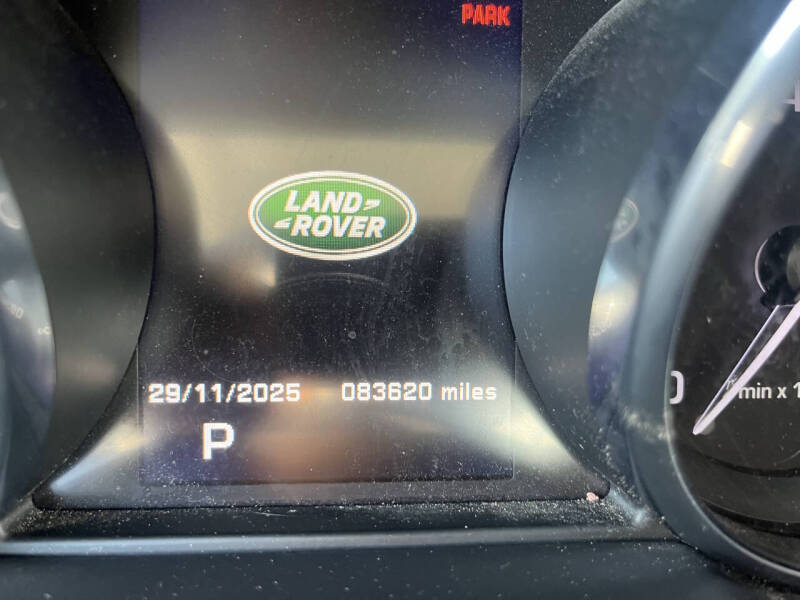 PARK
LAND
ROVER
29/11/2025 083620 miles
P
min x 1